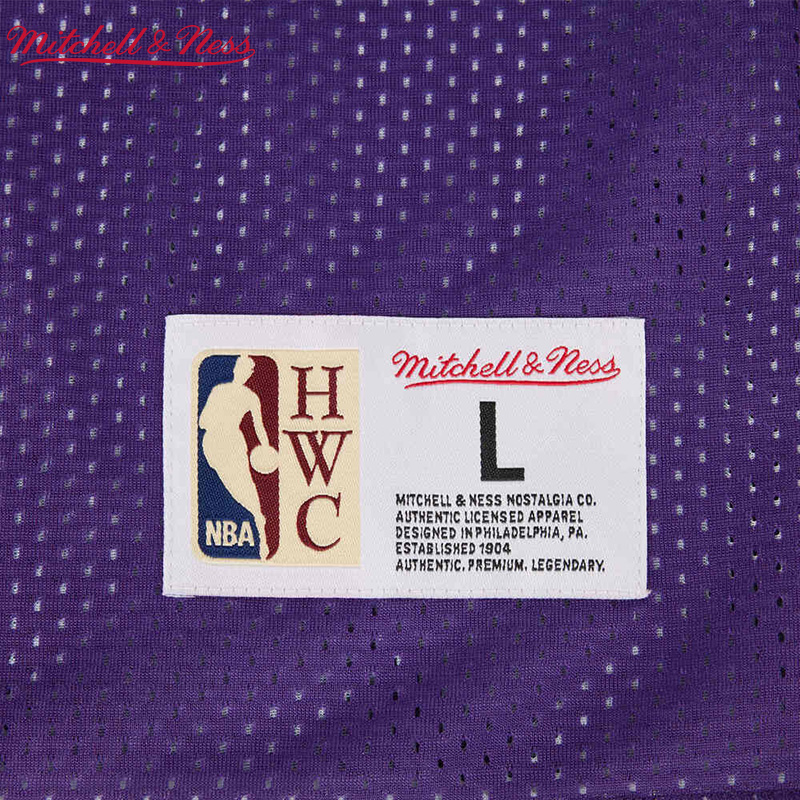 Mitchell & Ness
H
W
C
NBA
Mitchell & Ness
L
MITCHELL & NESS NOSTALGIA CO.
AUTHENTIC LICENSED APPAREL
DESIGNED IN PHILADELPHIA, PA.
ESTABLISHED 1904
AUTHENTIC. PREMIUM. LEGENDARY.